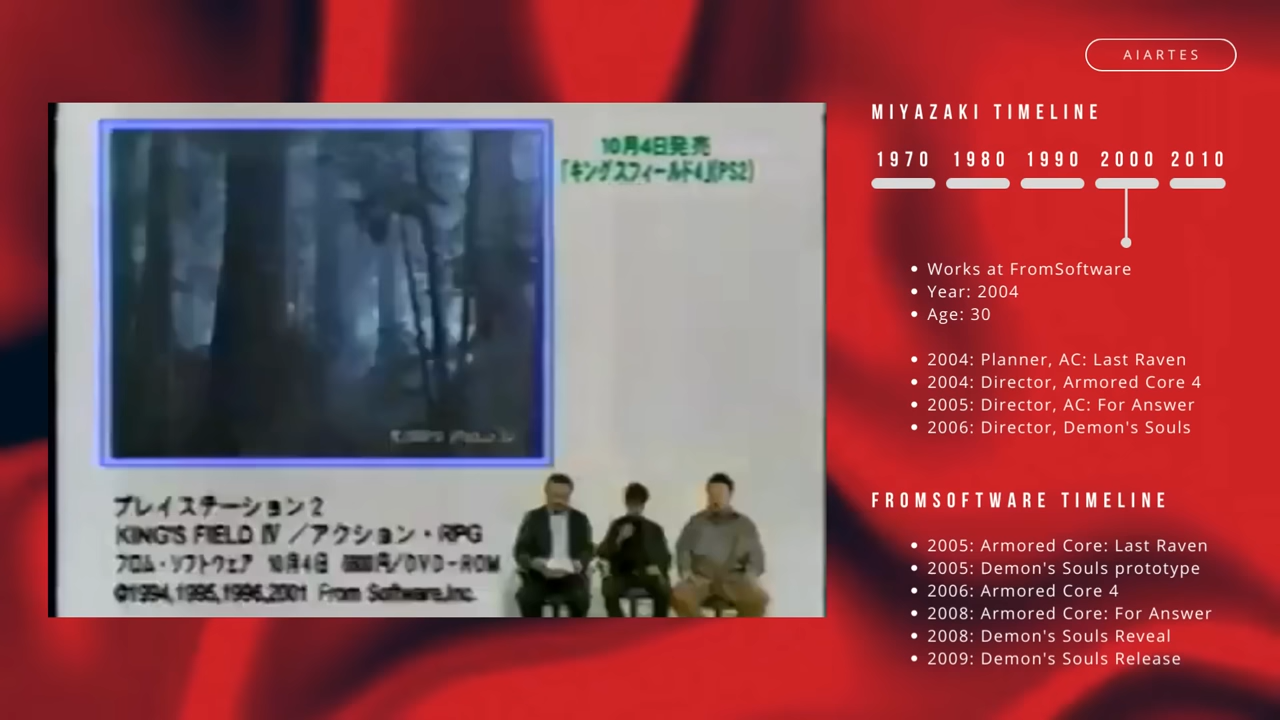 AIARTES
10月4日発売
「キングスフィールド4」(PS2)
プレイステーション2
KING'S FIELD Ⅳ／アクション・RPG
フロム・ソフトウェア 10月4日 円/DVD-ROM
©1994,1995,1996,2001 From Software,Inc.
MIYAZAKI TIMELINE
1970 1980 1990 2000 2010
• Works at FromSoftware
• Year: 2004
• Age: 30
• 2004: Planner, AC: Last Raven
• 2004: Director, Armored Core 4
• 2005: Director, AC: For Answer
• 2006: Director, Demon's Souls
FROMSOFTWARE TIMELINE
• 2005: Armored Core: Last Raven
• 2005: Demon's Souls prototype
• 2006: Armored Core 4
• 2008: Armored Core: For Answer
• 2008: Demon's Souls Reveal
• 2009: Demon's Souls Release